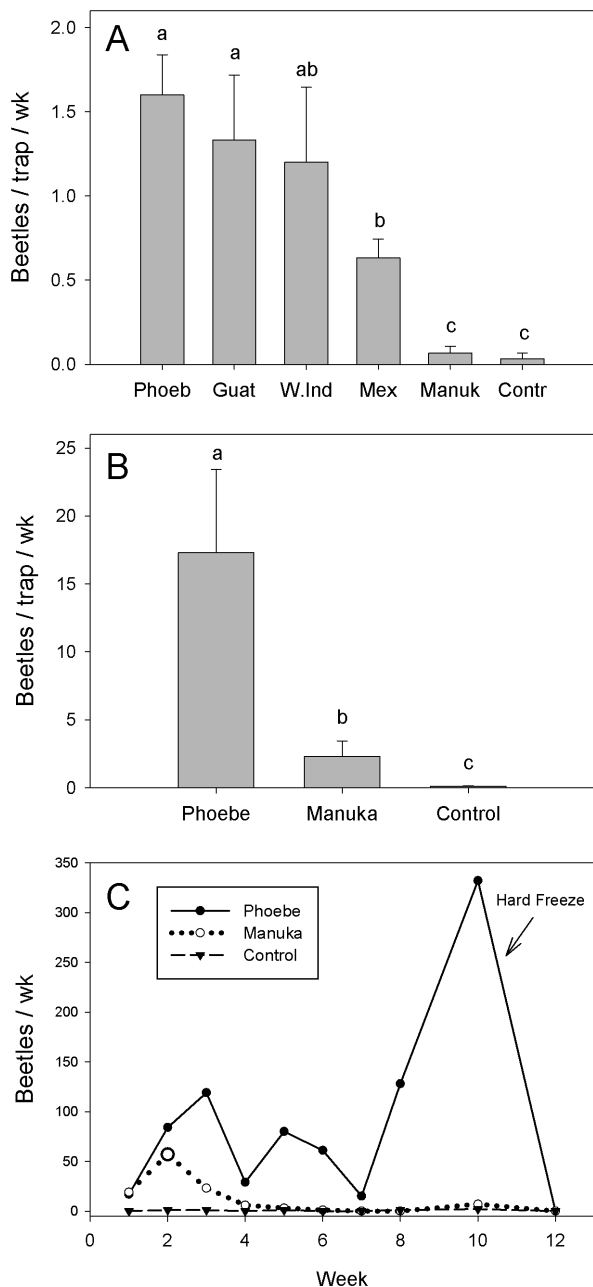 A
a a ab b c c
2.0
1.5
1.0
0.5
0.0
Beetles / trap / wk
Phoeb Guat W.Ind Mex Manuk Contr
B
a b c
25
20
15
10
5
0
Beetles / trap / wk
Phoebe Manuka Control
C
350
300
250
200
150
100
50
0
Beetles / wk
Phoebe
Manuka
Control
Hard Freeze
0 2 4 6 8 10 12
Week